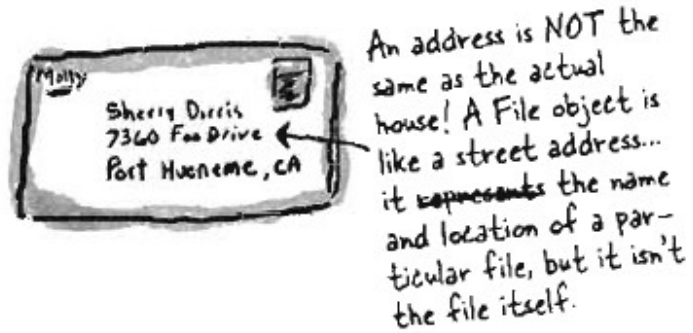 Molly
Sherry Dorris
7360 Foo Drive
Port Hueneme, CA
An address is NOT the
same as the actual
house! A File object is
like a street address...
it represents the name
and location of a par-
ticular file, but it isn't
the file itself.